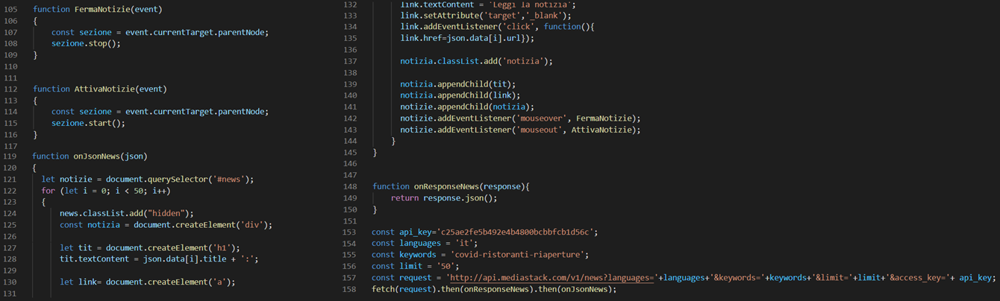 105 function FermaNotizie(event)
106 {
107     const sezione = event.currentTarget.parentNode;
108     sezione.stop();
109 }
110
111
112 function AttivaNotizie(event)
113 {
114     const sezione = event.currentTarget.parentNode;
115     sezione.start();
116 }
117
119 function onJsonNews(json)
120 {
121   let notizie = document.querySelector('#news');
122   for (let i = 0; i < 50; i++)
123   {
124       news.classList.add("hidden");
125       const notizia = document.createElement('div');
126
127       let tit = document.createElement('h1');
128       tit.textContent = json.data[i].title + ':';
129
130       let link= document.createElement('a');
131
132       link.textContent = 'Leggi la notizia';
133       link.setAttribute('target','_blank');
134       link.addEventListener('click', function(){
135       link.href=json.data[i].url});
136
137       notizia.classList.add('notizia');
138
139       notizia.appendChild(tit);
140       notizia.appendChild(link);
141       notizie.appendChild(notizia);
142       notizie.addEventListener('mouseover', FermaNotizie);
143       notizie.addEventListener('mouseout', AttivaNotizie);
144     }
145 }
146
147
148 function onResponseNews(response){
149     return response.json();
150 }
151
153 const api_key='c25ae2fe5b492e4b4800bcbbfcb1d56c';
154 const languages = 'it';
155 const keywords = 'covid-ristoranti-riaperture';
156 const limit = '50';
157 const request = 'http://api.mediastack.com/v1/news?languages='+languages+'&keywords='+keywords+'&limit='+limit+'&access_key='+ api_key;
158 fetch(request).then(onResponseNews).then(onJsonNews);